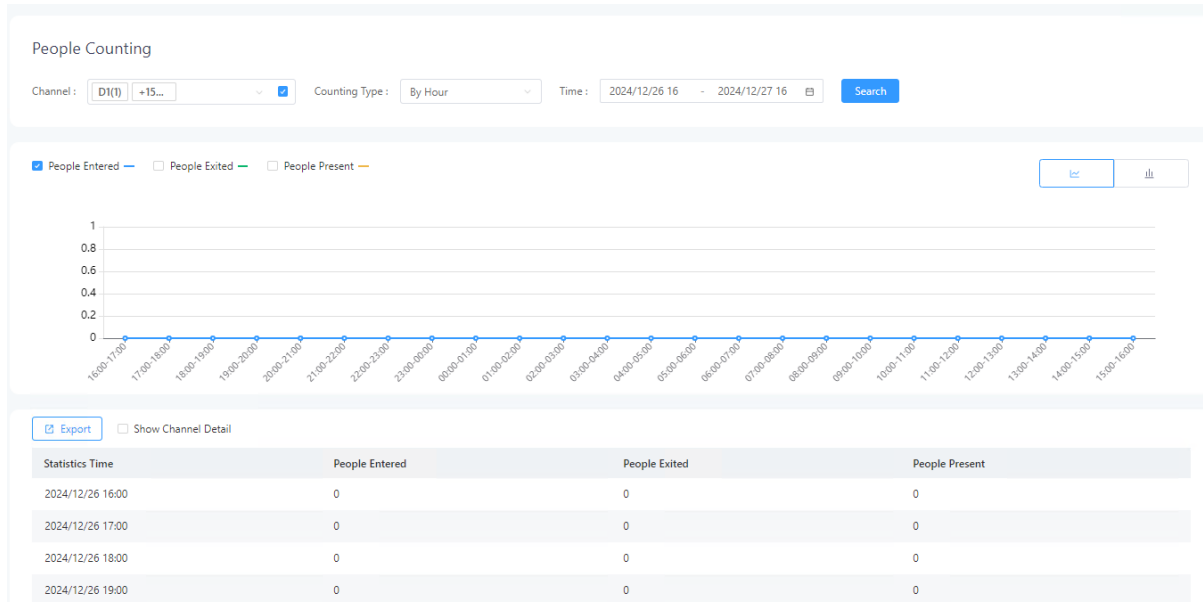 People Counting
Channel : D1(1) +15... Counting Type : By Hour Time : 2024/12/26 16 - 2024/12/27 16 Search
People Entered People Exited People Present
1
0.8
0.6
0.4
0.2
0
16:00-17:00 17:00-18:00 18:00-19:00 19:00-20:00 20:00-21:00 21:00-22:00 22:00-23:00 23:00-00:00 00:00-01:00 01:00-02:00 02:00-03:00 03:00-04:00 04:00-05:00 05:00-06:00 06:00-07:00 07:00-08:00 08:00-09:00 09:00-10:00 10:00-11:00 11:00-12:00 12:00-13:00 13:00-14:00 14:00-15:00 15:00-16:00
Export Show Channel Detail
Statistics Time People Entered People Exited People Present
2024/12/26 16:00 0 0 0
2024/12/26 17:00 0 0 0
2024/12/26 18:00 0 0 0
2024/12/26 19:00 0 0 0